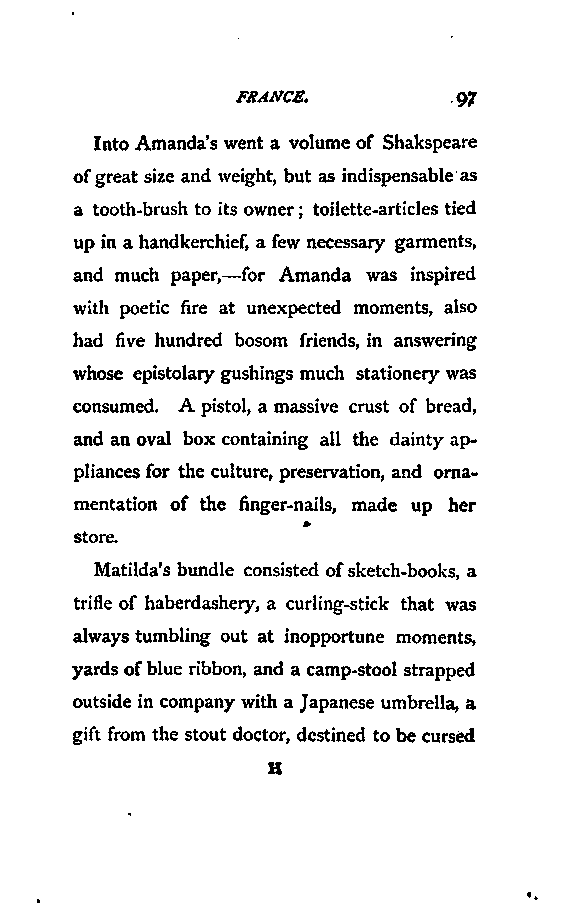 FRANCE. 97
Into Amanda's went a volume of Shakspeare
of great size and weight, but as indispensable as
a tooth-brush to its owner; toilette-articles tied
up in a handkerchief, a few necessary garments,
and much paper,—for Amanda was inspired
with poetic fire at unexpected moments, also
had five hundred bosom friends, in answering
whose epistolary gushings much stationery was
consumed. A pistol, a massive crust of bread,
and an oval box containing all the dainty ap-
pliances for the culture, preservation, and orna-
mentation of the finger-nails, made up her
store.
Matilda's bundle consisted of sketch-books, a
trifle of haberdashery, a curling-stick that was
always tumbling out at inopportune moments,
yards of blue ribbon, and a camp-stool strapped
outside in company with a Japanese umbrella, a
gift from the stout doctor, destined to be cursed
H